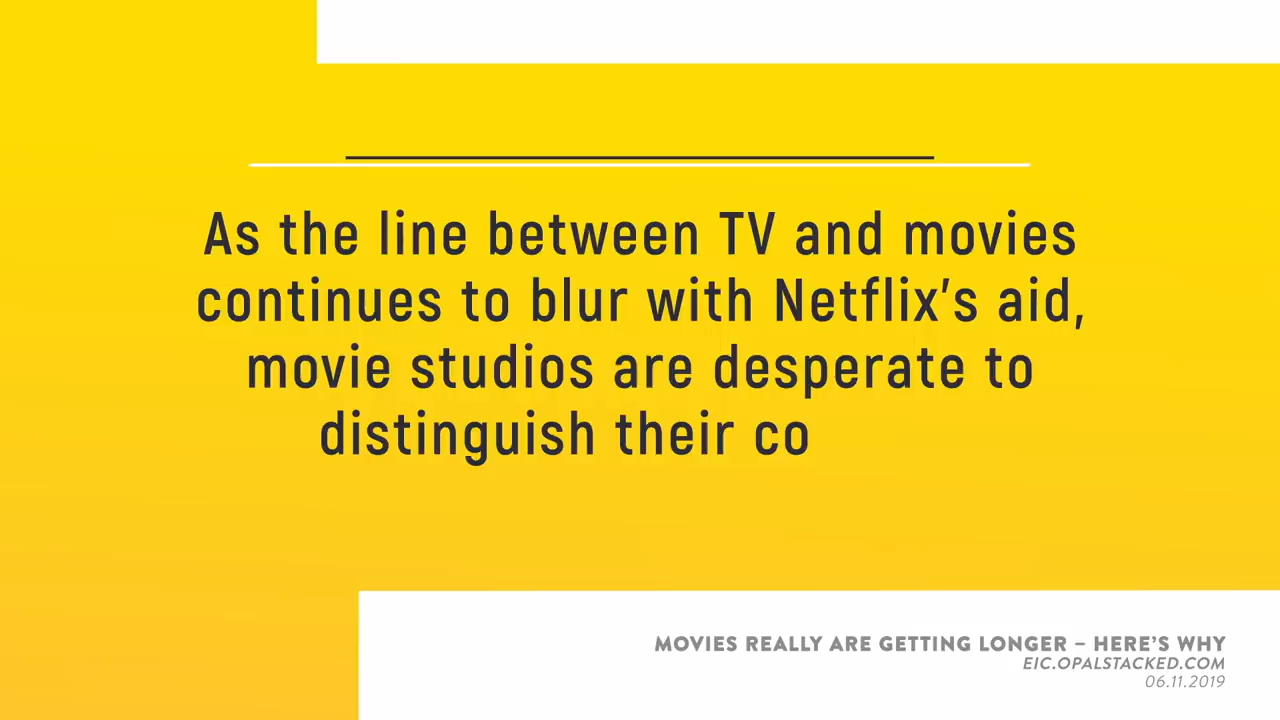 As the line between TV and movies
continues to blur with Netflix’s aid,
movie studios are desperate to
distinguish their co
MOVIES REALLY ARE GETTING LONGER – HERE’S WHY
EIC.OPALSTACKED.COM
06.11.2019